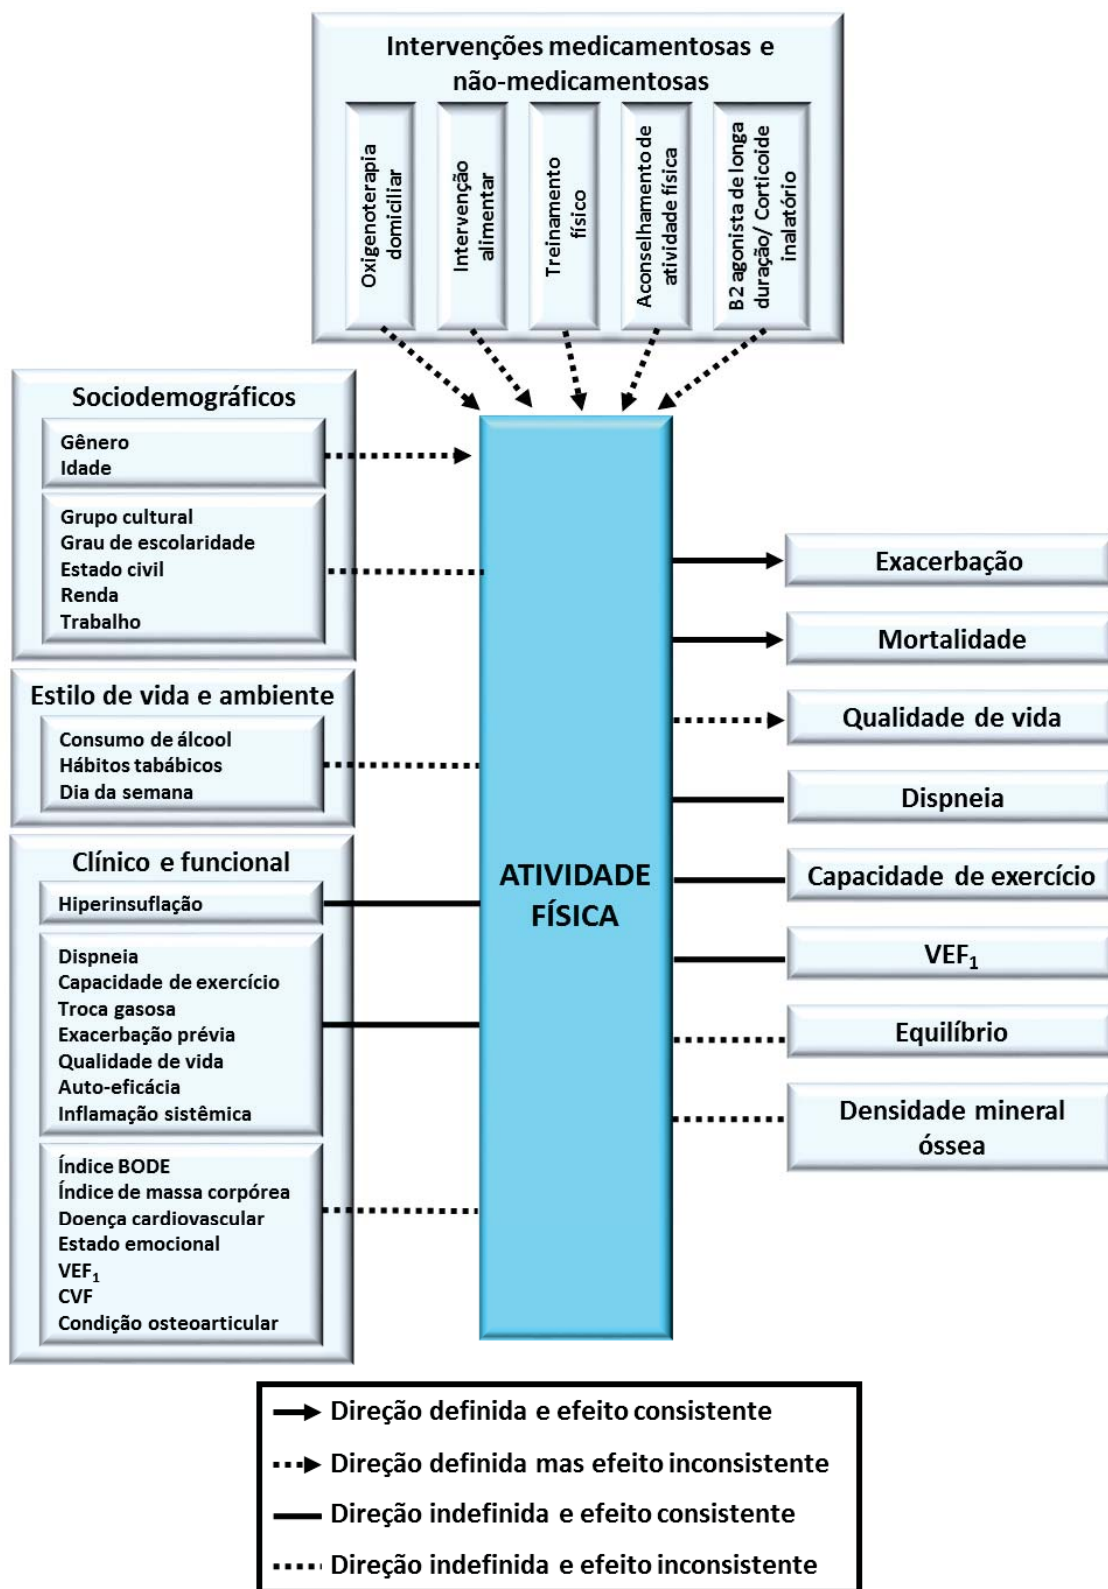 Intervenções medicamentosas e
não-medicamentosas
Oxigenoterapia
domiciliar
Intervenção
alimentar
Treinamento
físico
Aconselhamento de
atividade física
B2 agonista de longa
duração/ Corticoide
inalatório
Sociodemográficos
Gênero
Idade
Grupo cultural
Grau de escolaridade
Estado civil
Renda
Trabalho
Estilo de vida e ambiente
Consumo de álcool
Hábitos tabábicos
Dia da semana
Clínico e funcional
Hiperinsuflação
Dispneia
Capacidade de exercício
Troca gasosa
Exacerbação prévia
Qualidade de vida
Auto-eficácia
Inflamação sistêmica
Índice BODE
Índice de massa corpórea
Doença cardiovascular
Estado emocional
VEF₁
CVF
Condição osteoarticular
ATIVIDADE
FÍSICA
Exacerbação
Mortalidade
Qualidade de vida
Dispneia
Capacidade de exercício
VEF₁
Equilíbrio
Densidade mineral
óssea
Direção definida e efeito consistente
Direção definida mas efeito inconsistente
Direção indefinida e efeito consistente
Direção indefinida e efeito inconsistente